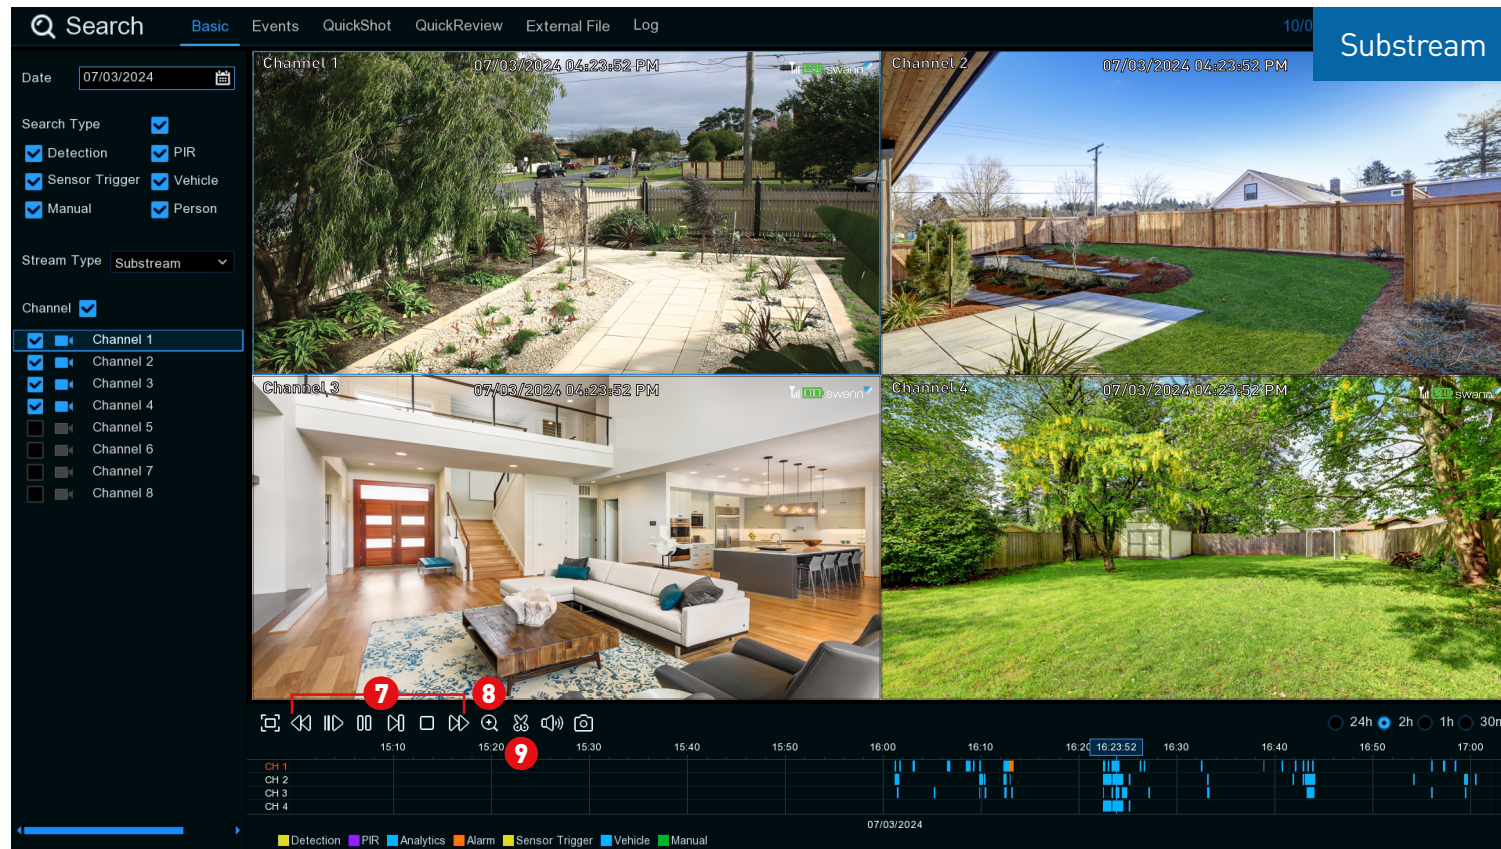 Search Basic Events QuickShot QuickReview External File Log 10/0
Substream
Date 07/03/2024
Search Type
Detection PIR
Sensor Trigger Vehicle
Manual Person
Stream Type Substream
Channel
Channel 1
Channel 2
Channel 3
Channel 4
Channel 5
Channel 6
Channel 7
Channel 8
Channel 1 07/03/2024 04:23:52 PM swann
Channel 2 07/03/2024 04:23:52 PM
Channel 3 07/03/2024 04:23:52 PM swann
Channel 4 07/03/2024 04:23:52 PM swann
7 8
24h 2h 1h 30m
9
15:10 15:20 15:30 15:40 15:50 16:00 16:10 16:20 16:23:52 16:30 16:40 16:50 17:00
CH 1
CH 2
CH 3
CH 4
07/03/2024
Detection PIR Analytics Alarm Sensor Trigger Vehicle Manual